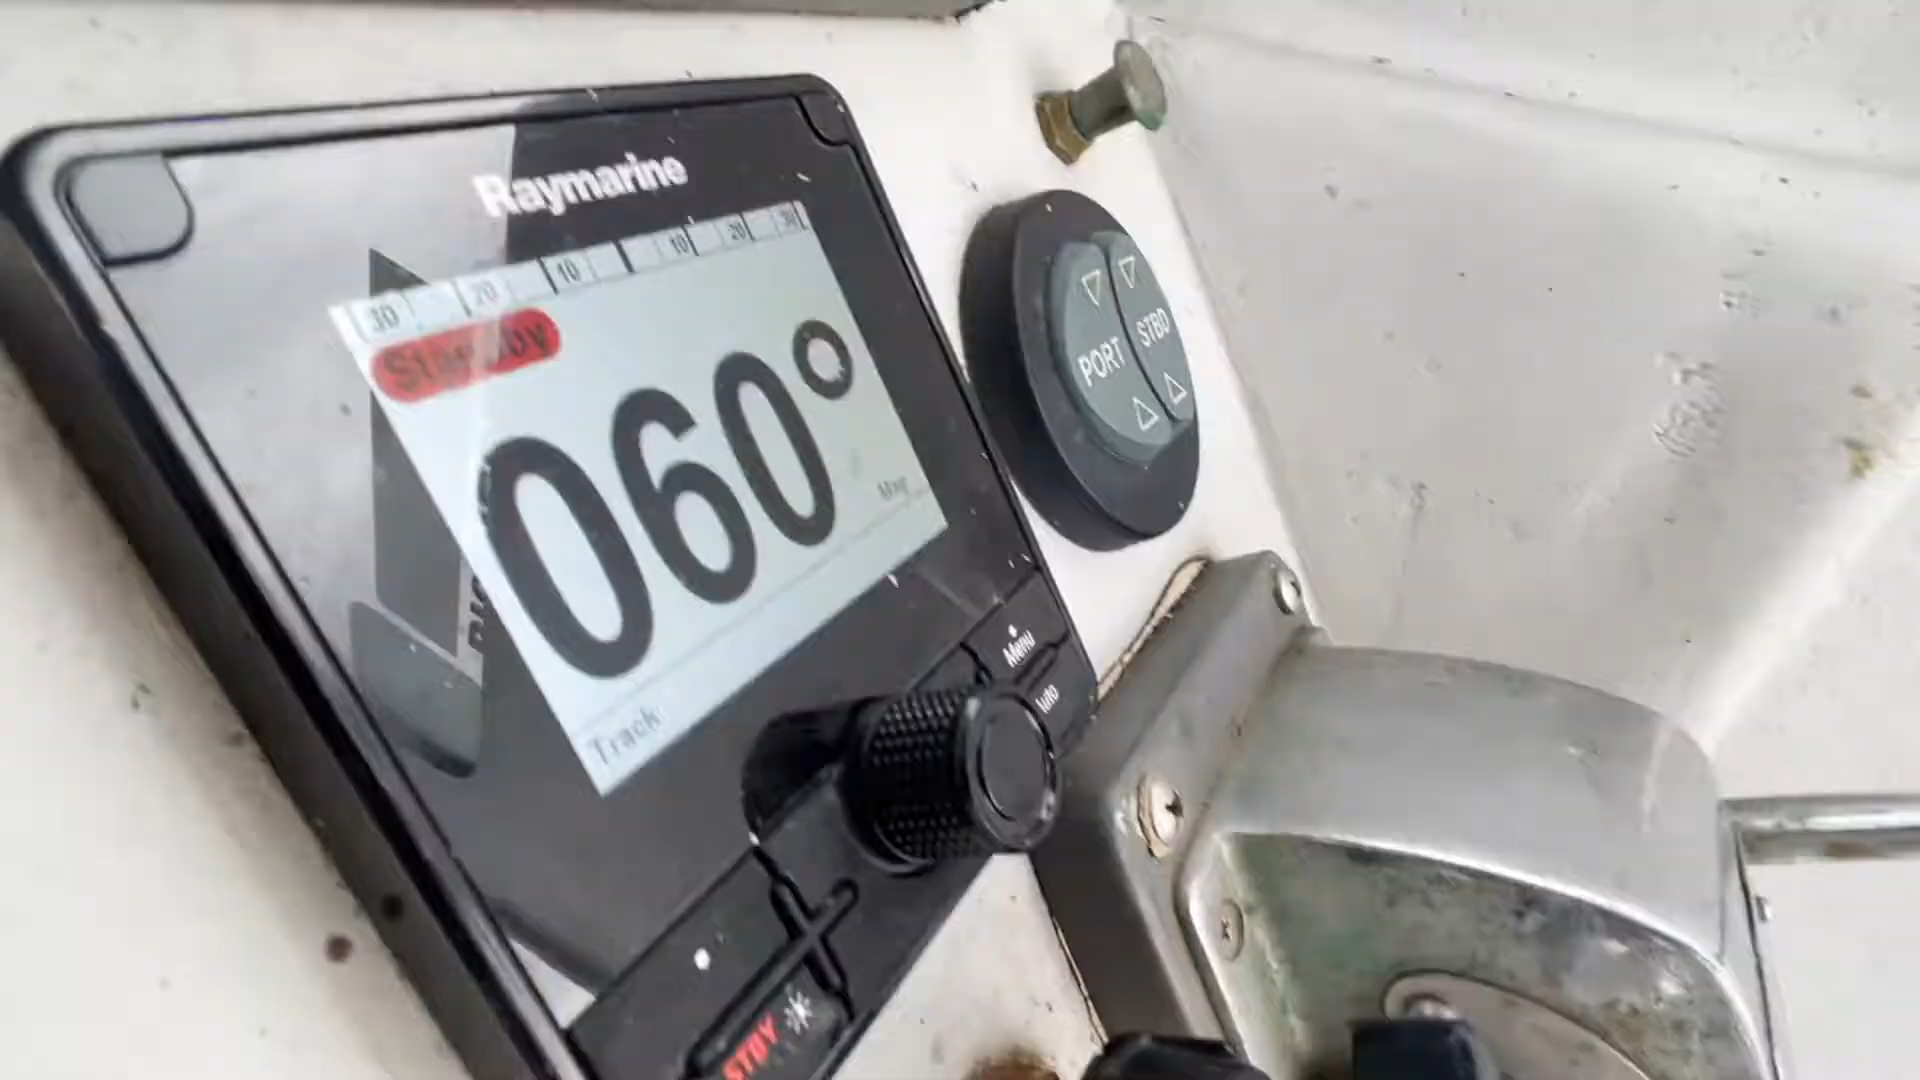 Raymarine
30 20 10 10 20 30
Standby
060°
Mag
Track
Menu
Auto
STBY
PORT STBD